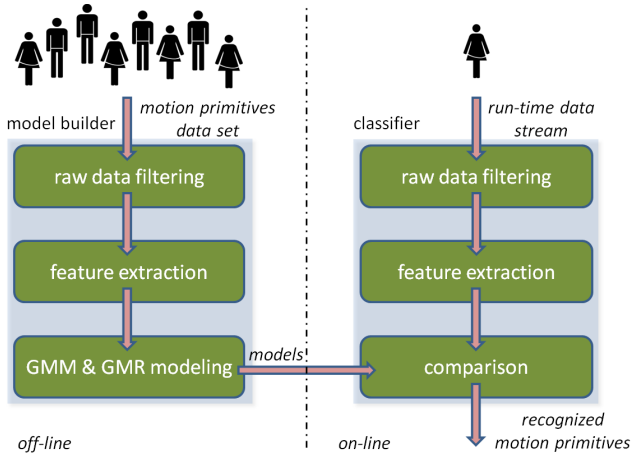 model builder
motion primitives
data set
raw data filtering
feature extraction
GMM & GMR modeling
models
off-line
classifier
run-time data
stream
raw data filtering
feature extraction
comparison
recognized
motion primitives
on-line